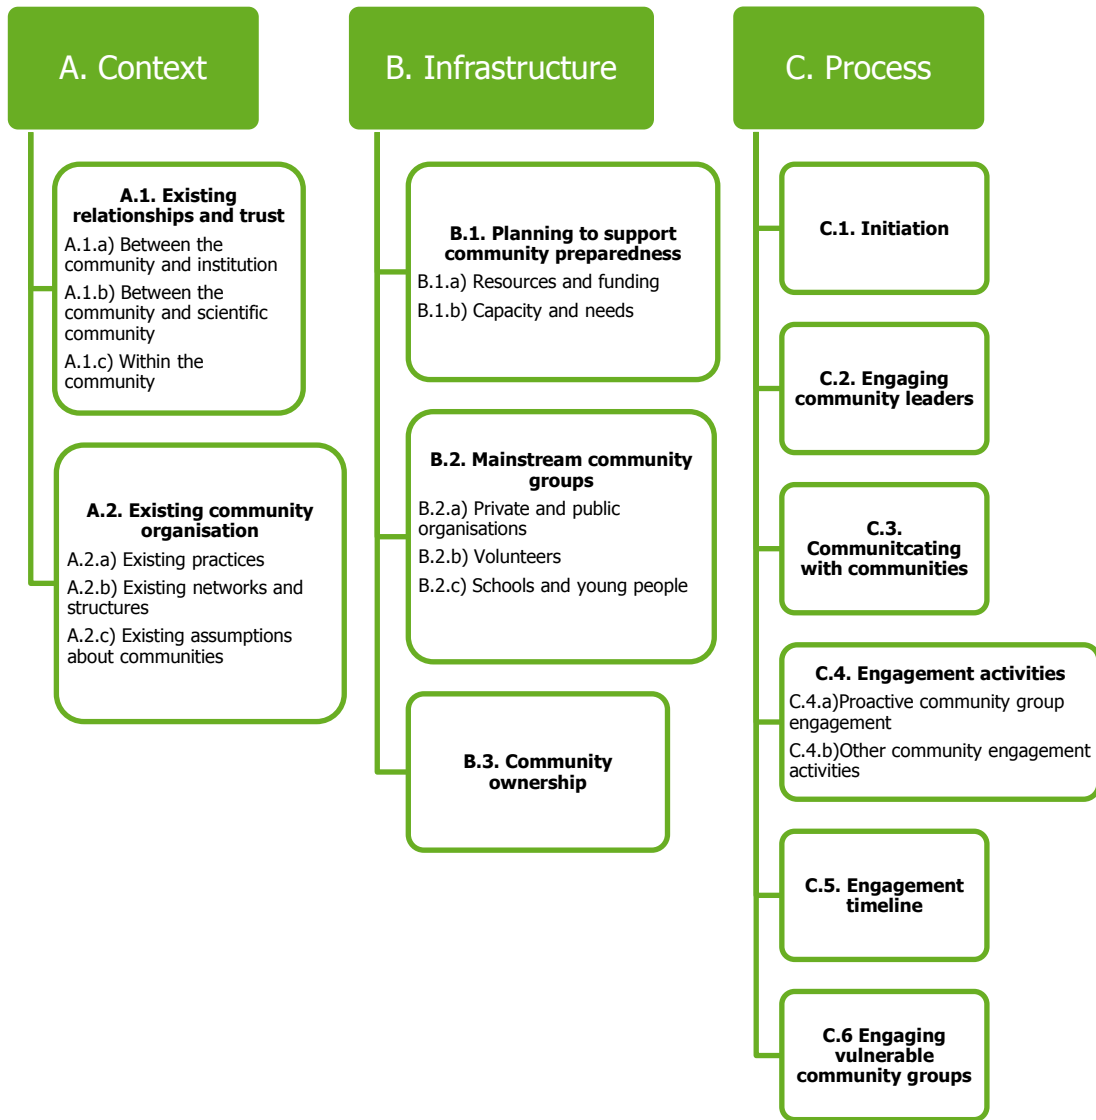 A. Context
A.1. Existing
relationships and trust
A.1.a) Between the
community and institution
A.1.b) Between the
community and scientific
community
A.1.c) Within the
community
A.2. Existing community
organisation
A.2.a) Existing practices
A.2.b) Existing networks and
structures
A.2.c) Existing assumptions
about communities
B. Infrastructure
B.1. Planning to support
community preparedness
B.1.a) Resources and funding
B.1.b) Capacity and needs
B.2. Mainstream community
groups
B.2.a) Private and public
organisations
B.2.b) Volunteers
B.2.c) Schools and young people
B.3. Community
ownership
C. Process
C.1. Initiation
C.2. Engaging
community leaders
C.3.
Communitcating
with communities
C.4. Engagement activities
C.4.a)Proactive community group
engagement
C.4.b)Other community engagement
activities
C.5. Engagement
timeline
C.6 Engaging
vulnerable
community groups